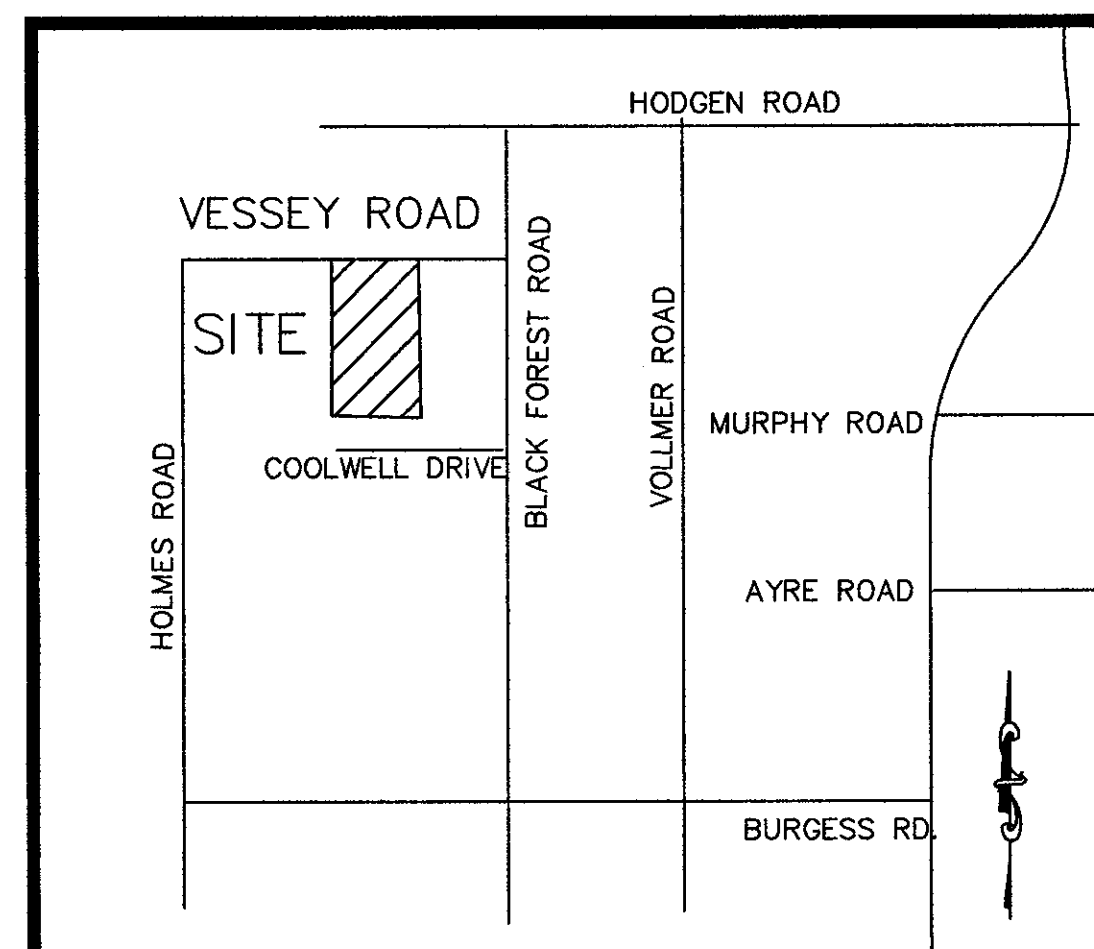 HODGEN ROAD
VESSEY ROAD
BLACK FOREST ROAD
SITE
VOLLMER ROAD
MURPHY ROAD
COOLWELL DRIVE
HOLMES ROAD
AYRE ROAD
BURGESS RD.